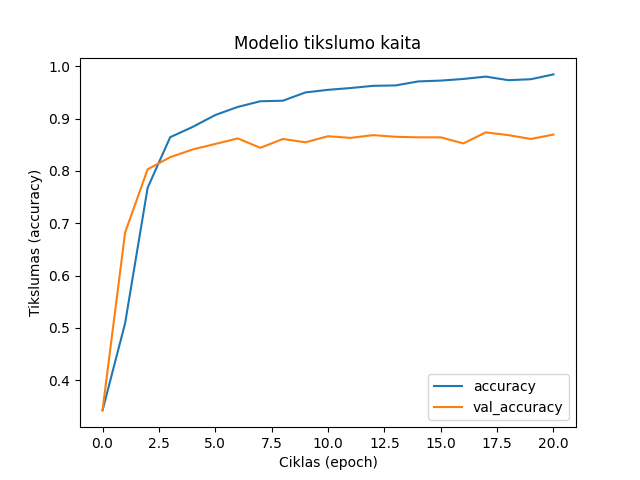 Modelio tikslumo kaita
Tikslumas (accuracy)
1.0
0.9
0.8
0.7
0.6
0.5
0.4
0.0 2.5 5.0 7.5 10.0 12.5 15.0 17.5 20.0
Ciklas (epoch)
accuracy
val_accuracy